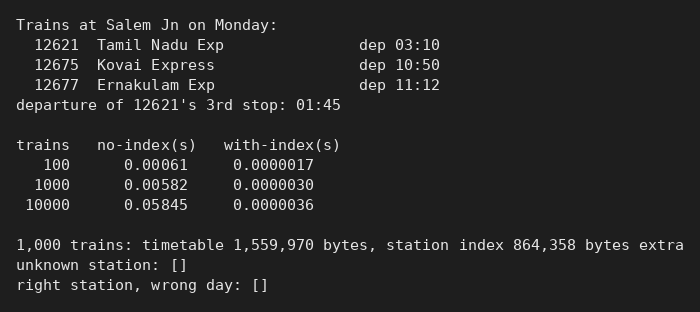 Trains at Salem Jn on Monday:
  12621  Tamil Nadu Exp               dep 03:10
  12675  Kovai Express                dep 10:50
  12677  Ernakulam Exp                dep 11:12
departure of 12621's 3rd stop: 01:45

trains   no-index(s)   with-index(s)
   100      0.00061     0.0000017
  1000      0.00582     0.0000030
 10000      0.05845     0.0000036

1,000 trains: timetable 1,559,970 bytes, station index 864,358 bytes extra
unknown station: []
right station, wrong day: []